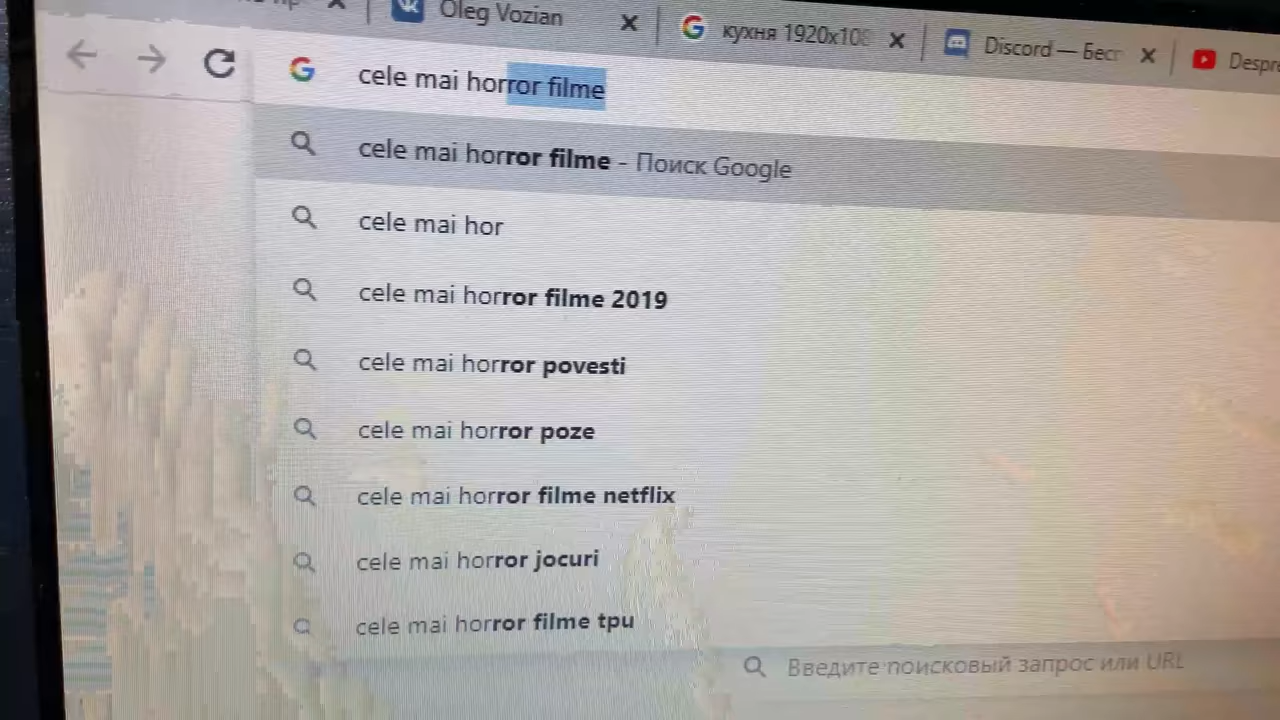 Oleg Vozian
кухня 1920x108
Discord — Бесп
Despre
cele mai horror filme
cele mai horror filme - Поиск Google
cele mai hor
cele mai horror filme 2019
cele mai horror povesti
cele mai horror poze
cele mai horror filme netflix
cele mai horror jocuri
cele mai horror filme tpu
Введите поисковый запрос или URL